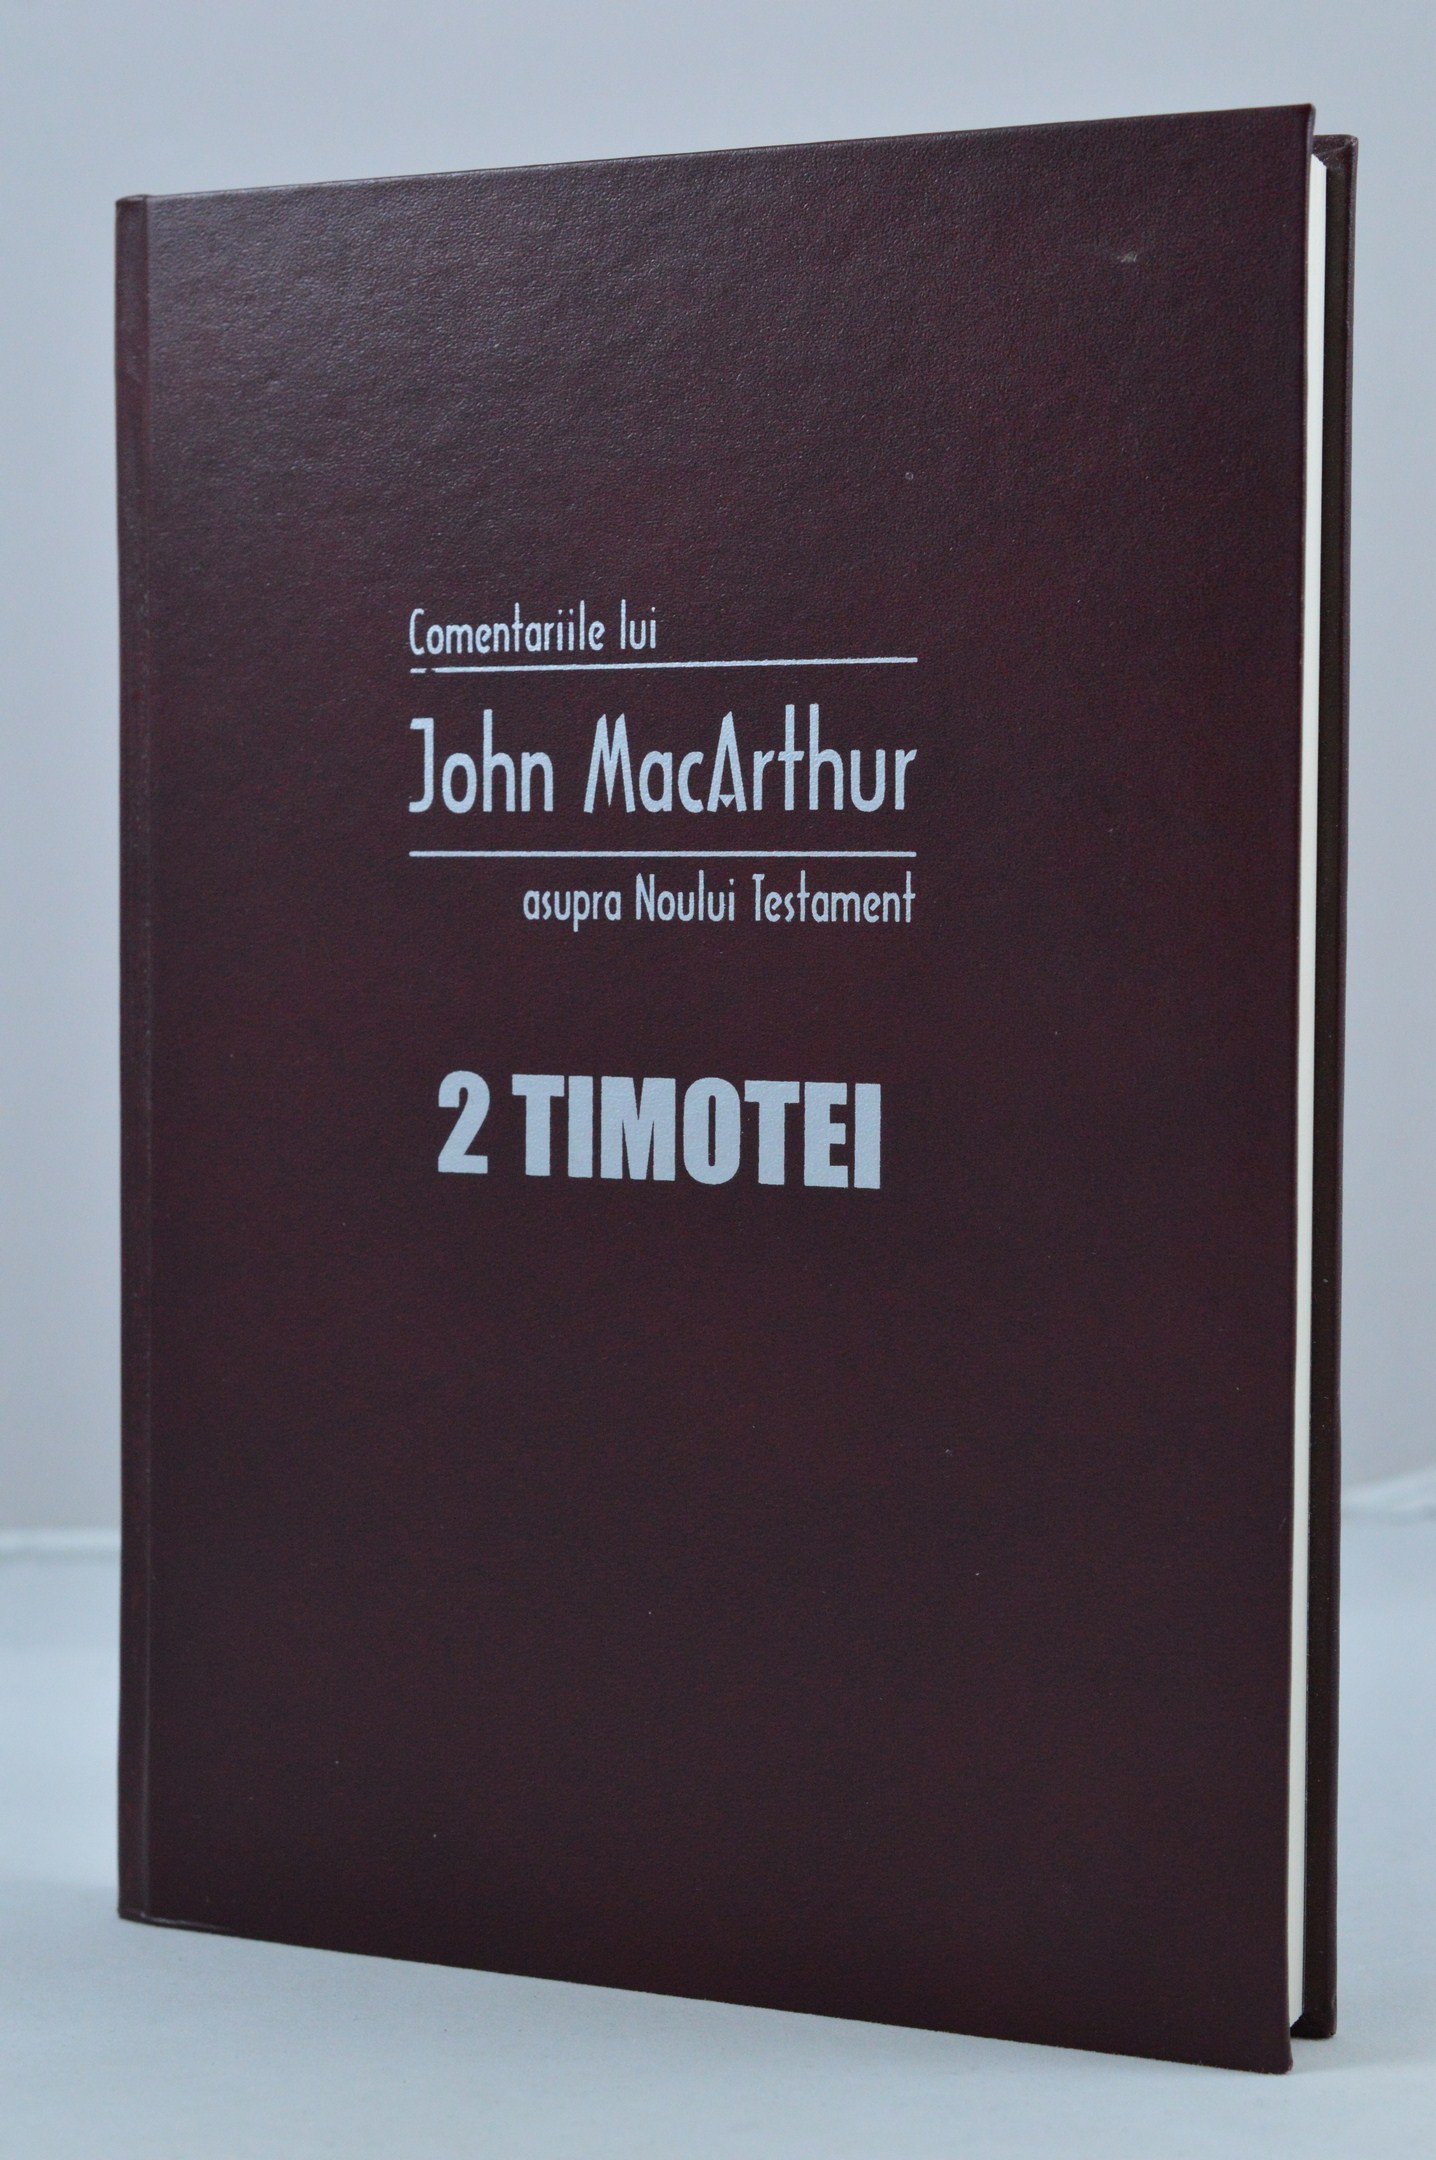 Comentariile lui
John MacArthur
asupra Noului Testament
2 TIMOTEI